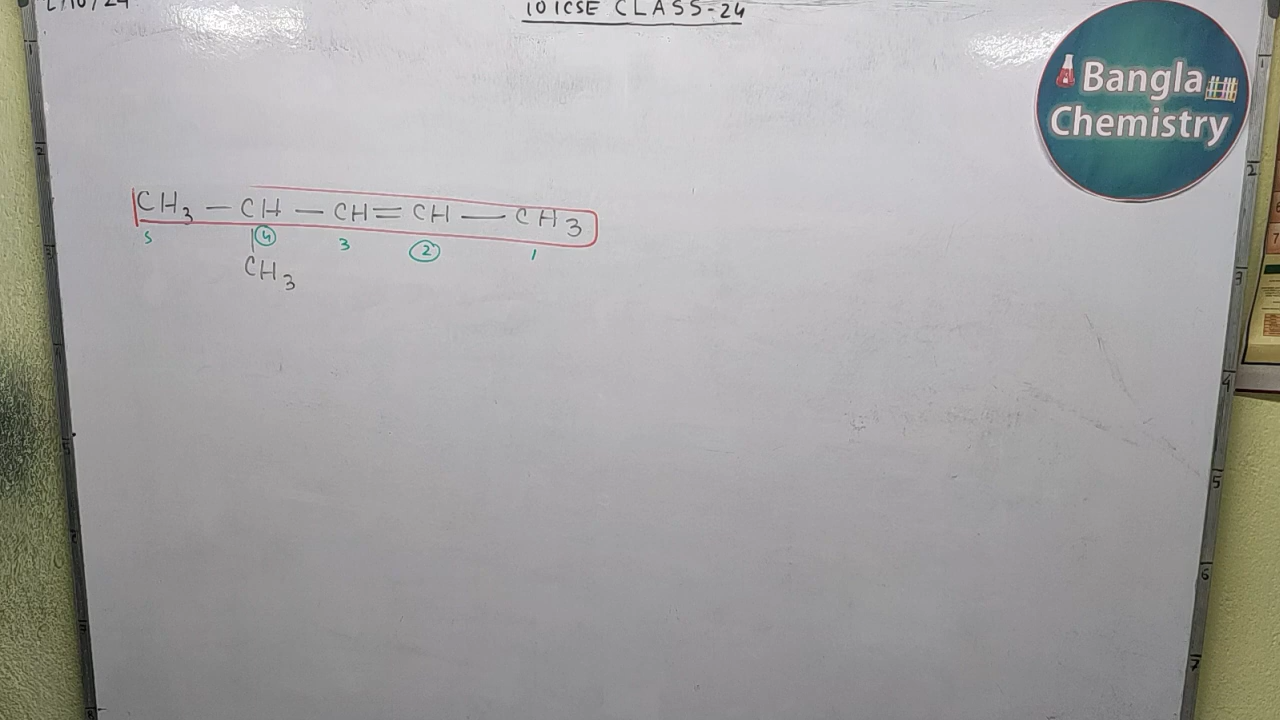 10 ICSE CLASS-24
Bangla
Chemistry
CH3 — CH — CH = CH — CH3
5 4 3 2 1
CH3